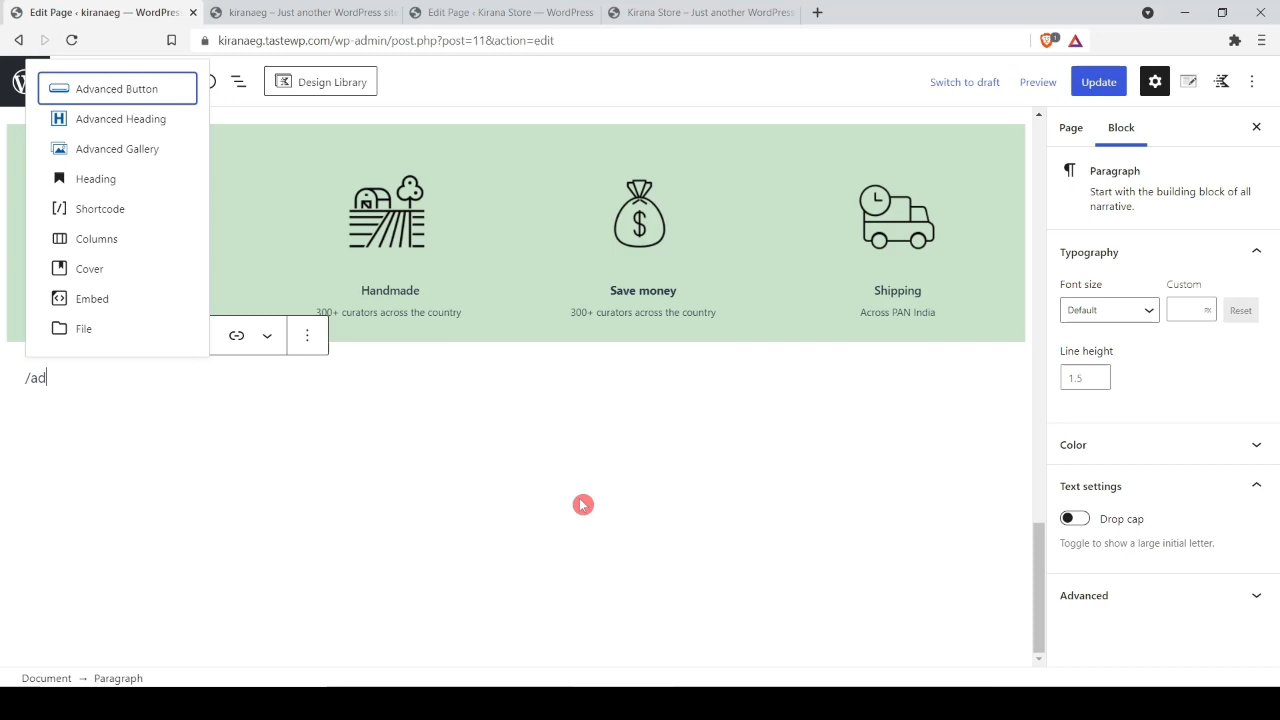 Edit Page ‹ kiranaeg — WordPres
kiranaeg – Just another WordPress site
Edit Page ‹ Kirana Store — WordPress
Kirana Store – Just another WordPress
kiranaeg.tastewp.com/wp-admin/post.php?post=11&action=edit
1
Design Library
Switch to draft
Preview
Update
Advanced Button
Advanced Heading
Advanced Gallery
Heading
Shortcode
Columns
Cover
Embed
File
Handmade
300+ curators across the country
Save money
300+ curators across the country
Shipping
Across PAN India
/ad
Page
Block
Paragraph
Start with the building block of all
narrative.
Typography
Font size
Custom
Default
PX
Reset
Line height
1.5
Color
Text settings
Drop cap
Toggle to show a large initial letter.
Advanced
Document → Paragraph